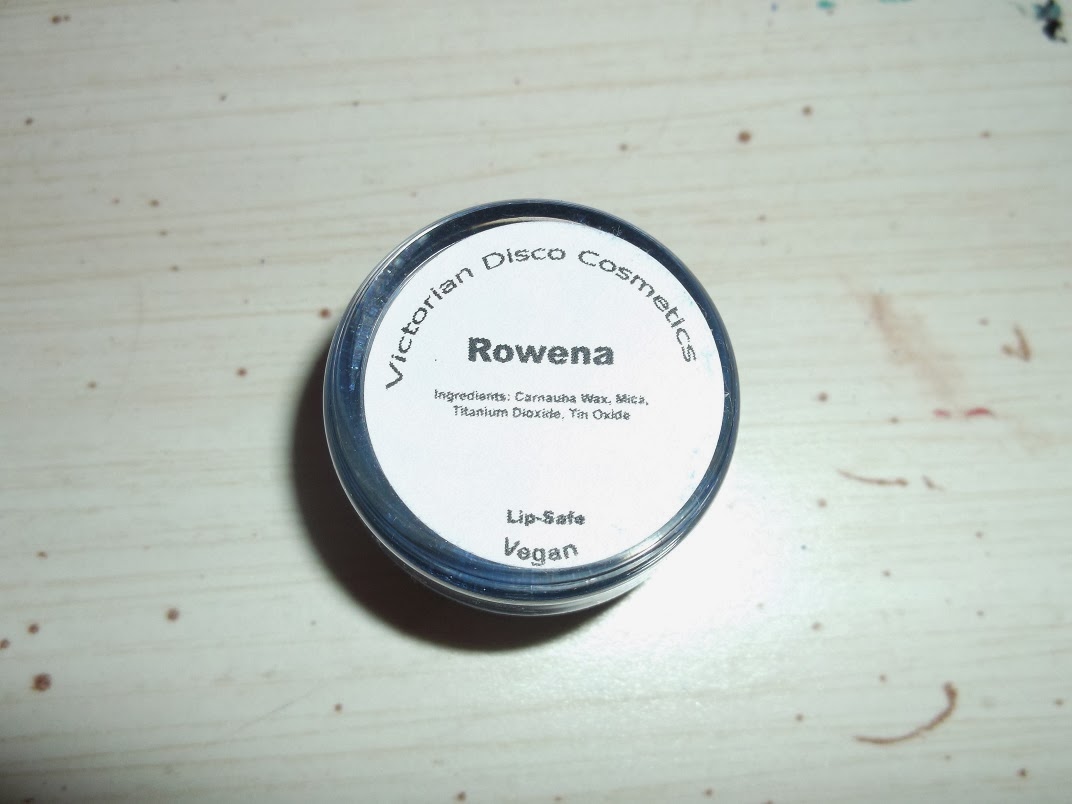 Victorian Disco Cosmetics
Rowena
Ingredients: Carnauba Wax, Mica,
Titanium Dioxide, Tin Oxide
Lip-Safe
Vegan